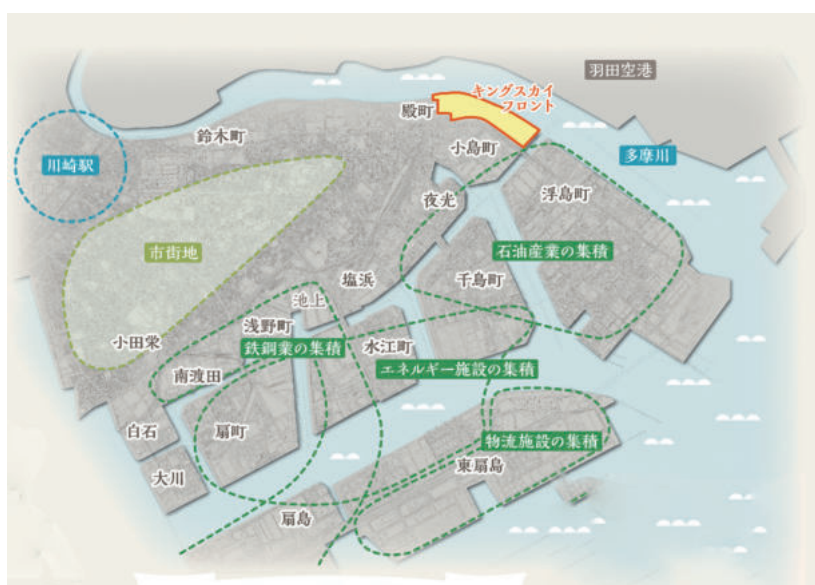 羽田空港
キングスカイ
フロント
殿町
鈴木町
小島町
多摩川
川崎駅
夜光
浮島町
市街地
石油産業の集積
塩浜
千島町
池上
浅野町
小田栄
鉄鋼業の集積
水江町
エネルギー施設の集積
南渡田
白石
扇町
物流施設の集積
東扇島
大川
扇島